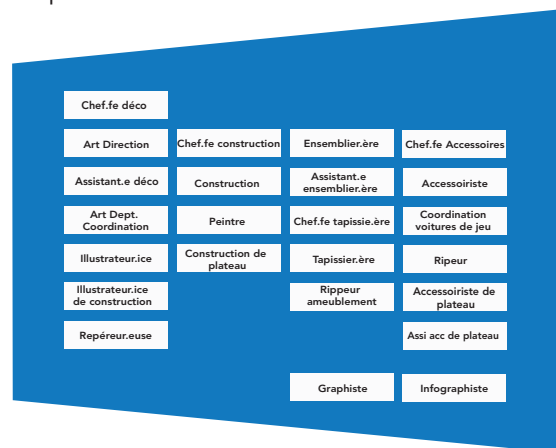 Chef.fe déco
Art Direction
Chef.fe construction
Ensemblier.ère
Chef.fe Accessoires
Assistant.e déco
Construction
Assistant.e
ensemblier.ère
Accessoiriste
Art Dept.
Coordination
Peintre
Chef.fe tapissie.ère
Coordination
voitures de jeu
Illustrateur.ice
Construction de
plateau
Tapissier.ère
Ripeur
Illustrateur.ice
de construction
Rippeur
ameublement
Accessoiriste de
plateau
Repéreur.euse
Assi acc de plateau
Graphiste
Infographiste